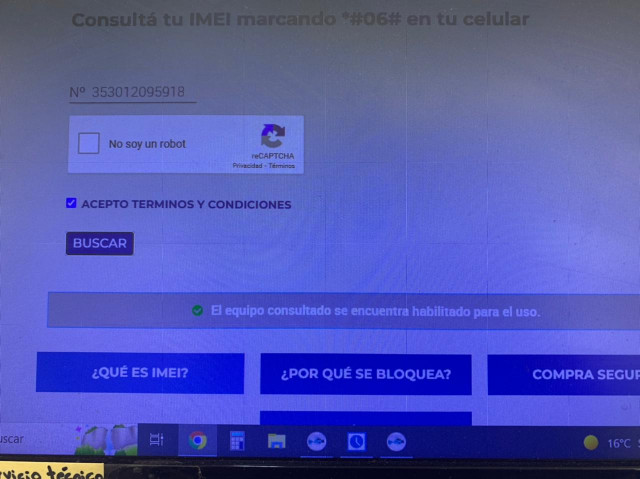 Consultá tu IMEI marcando *#06# en tu celular
Nº 353012095918
No soy un robot
reCAPTCHA
Privacidad - Términos
ACEPTO TERMINOS Y CONDICIONES
BUSCAR
El equipo consultado se encuentra habilitado para el uso.
¿QUÉ ES IMEI?
¿POR QUÉ SE BLOQUEA?
COMPRA SEGUR
uscar
16°C
rvicio técnico